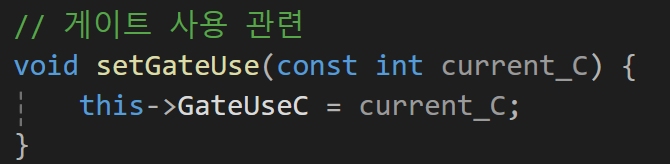 // 게이트 사용 관련
void setGateUse(const int current_C) {
this->GateUseC = current_C;
}